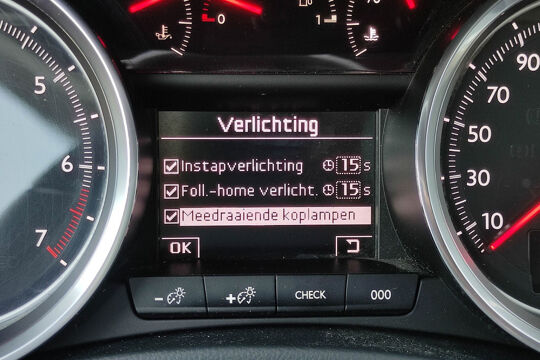 0
1
Verlichting
Instapverlichting 15 s
Foll.-home verlicht. 15 s
Meedraaiende koplampen
OK
5
6
7
90
70
50
30
10
-
+
CHECK
000